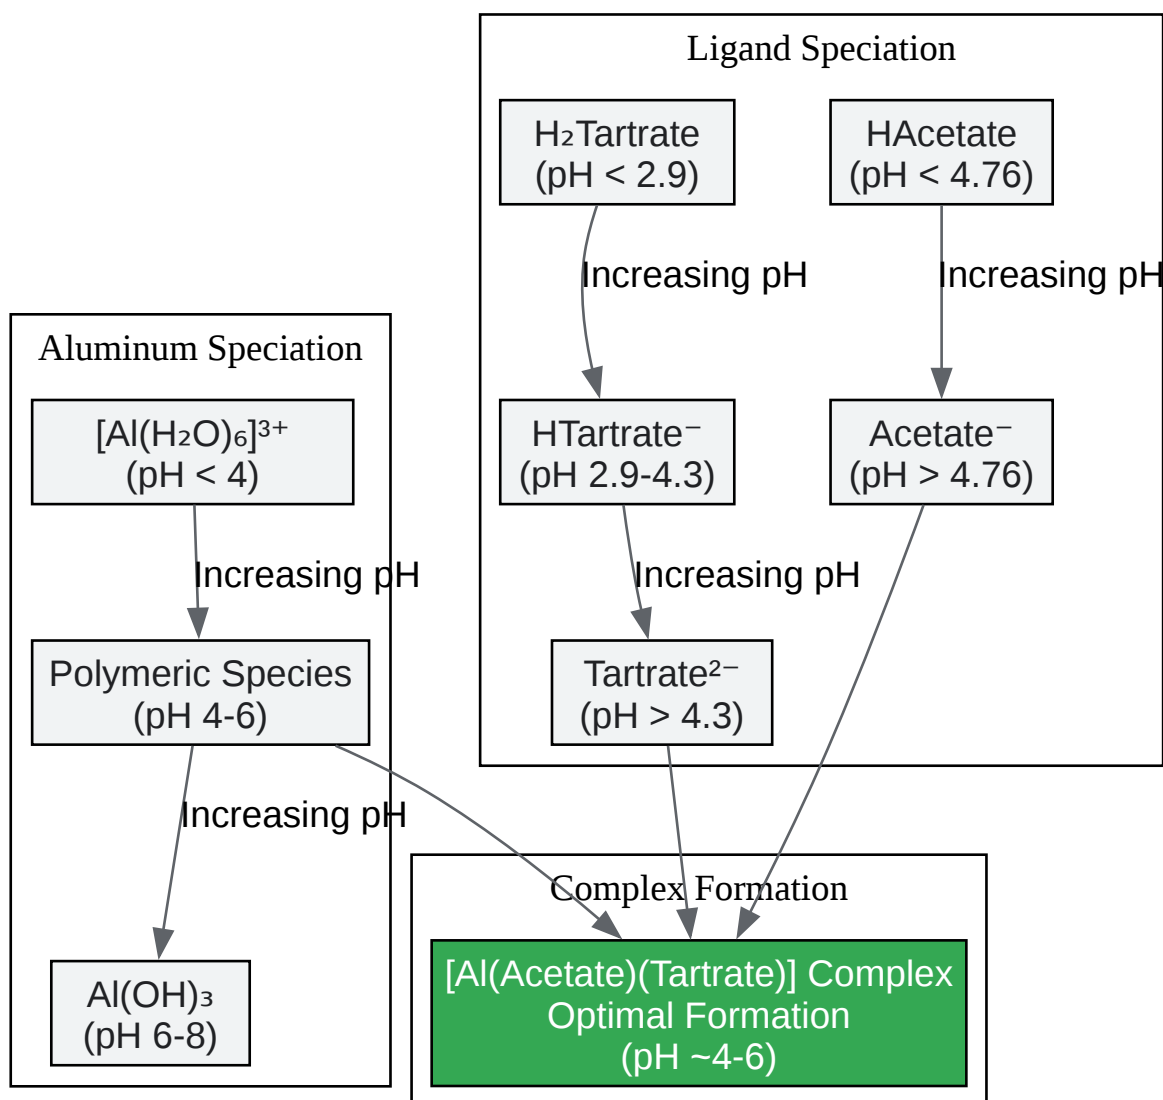 Ligand Speciation
H₂Tartrate
(pH < 2.9)
HAcetate
(pH < 4.76)
Increasing pH
Increasing pH
HTartrate⁻
(pH 2.9-4.3)
Acetate⁻
(pH > 4.76)
Increasing pH
Tartrate²⁻
(pH > 4.3)
Aluminum Speciation
[Al(H₂O)₆]³⁺
(pH < 4)
Increasing pH
Polymeric Species
(pH 4-6)
Increasing pH
Al(OH)₃
(pH 6-8)
Complex Formation
[Al(Acetate)(Tartrate)] Complex
Optimal Formation
(pH ~4-6)